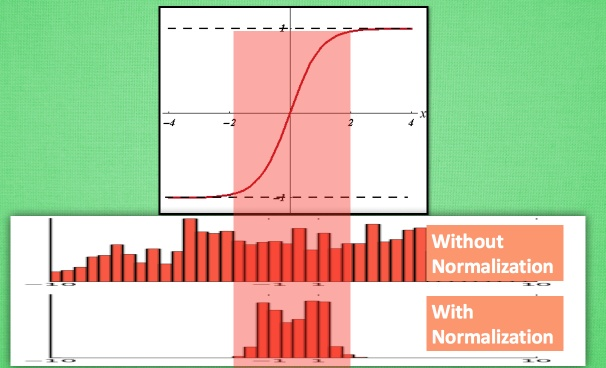 1
-4 -2 2 4 x
-1
Without
Normalization
-10 -1 1 10
With
Normalization
-10 -1 1 10